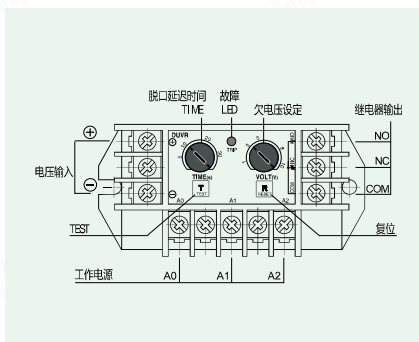 脱口延迟时间 故障
TIME LED 欠电压设定 继电器输出
DUVR
TRIP
NO
NC
COM
电压输入
TIME(s) VOLT(V)
T R
TEST RESET
A0 A1 A2
TEST 复位
工作电源 A0 A1 A2